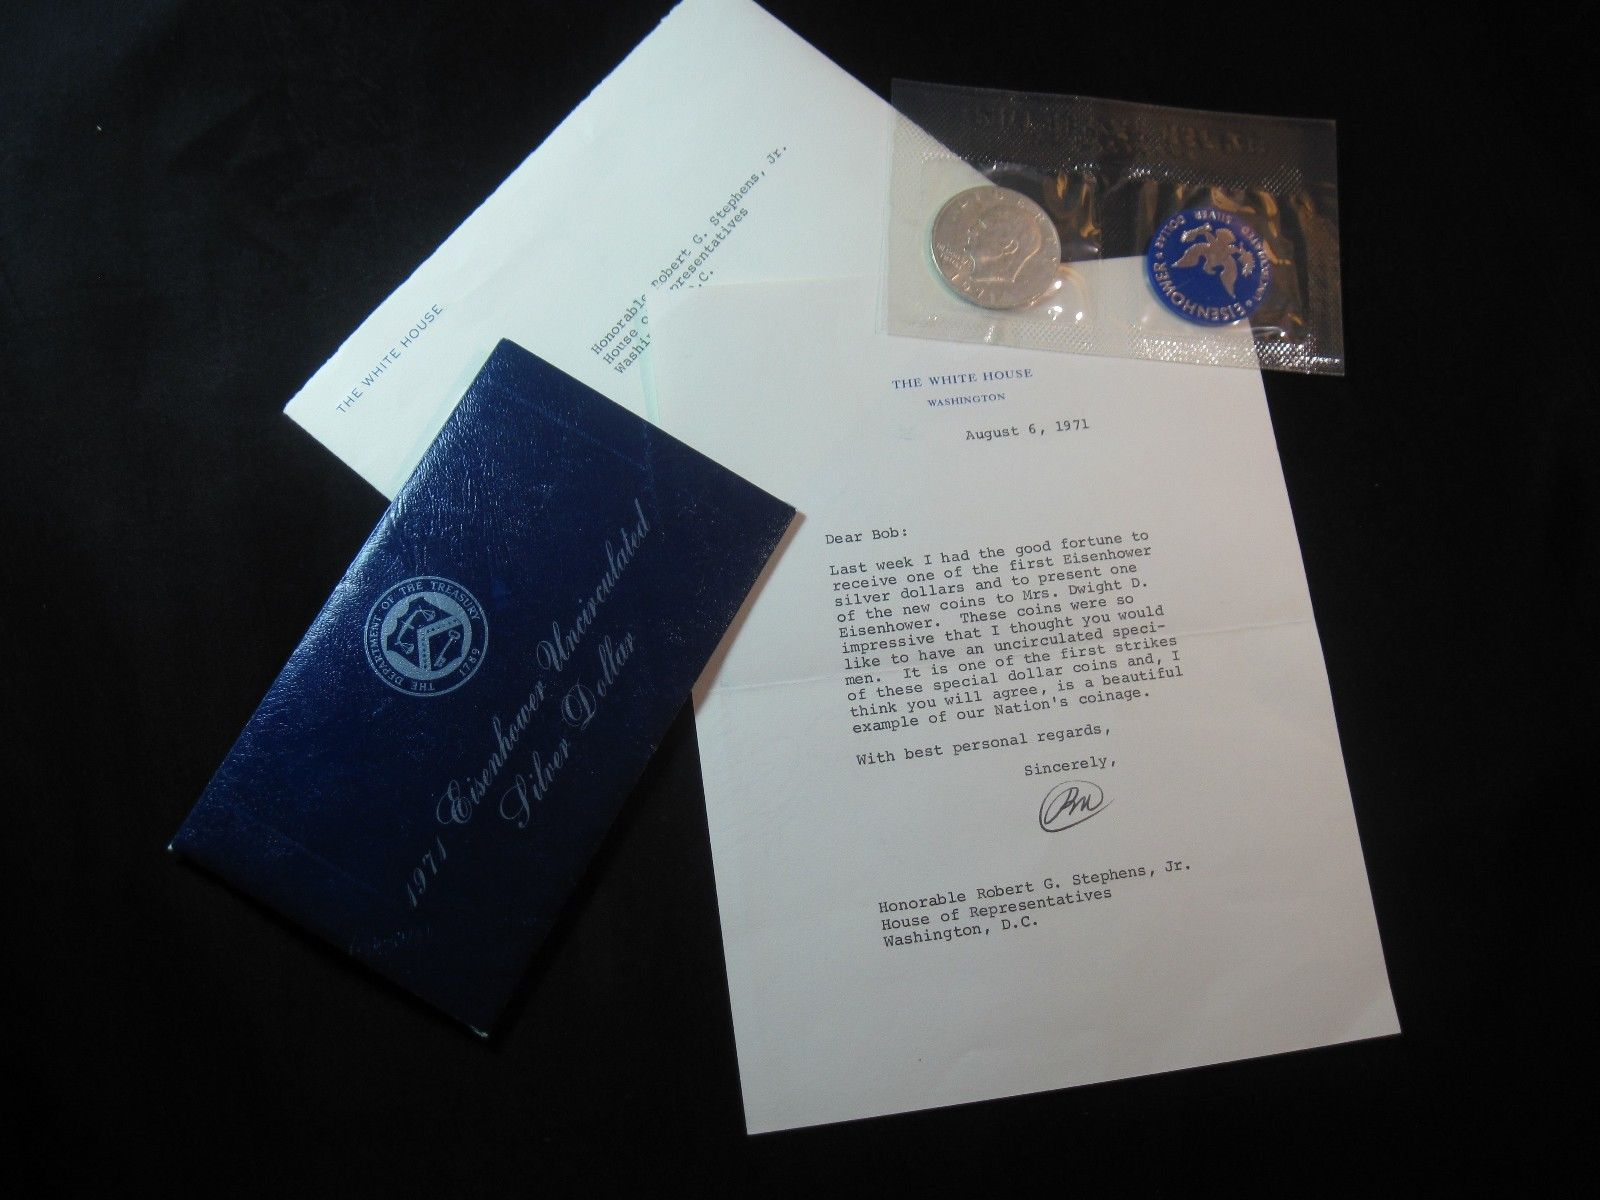 THE WHITE HOUSE
Honorable Robert G. Stephens, Jr.
House o presentatives
Washi D.C.
EISENHOWER UNCIRCULATED SILVER DOLLAR
THE WHITE HOUSE
WASHINGTON
August 6, 1971
Dear Bob:
Last week I had the good fortune to
receive one of the first Eisenhower
silver dollars and to present one
of the new coins to Mrs. Dwight D.
Eisenhower. These coins were so
impressive that I thought you would
like to have an uncirculated speci-
men. It is one of the first strikes
of these special dollar coins and, I
think you will agree, is a beautiful
example of our Nation's coinage.
With best personal regards,
Sincerely,
Honorable Robert G. Stephens, Jr.
House of Representatives
Washington, D.C.
THE DEPARTMENT OF THE TREASURY
1789
1971 Eisenhower Uncirculated
Silver Dollar